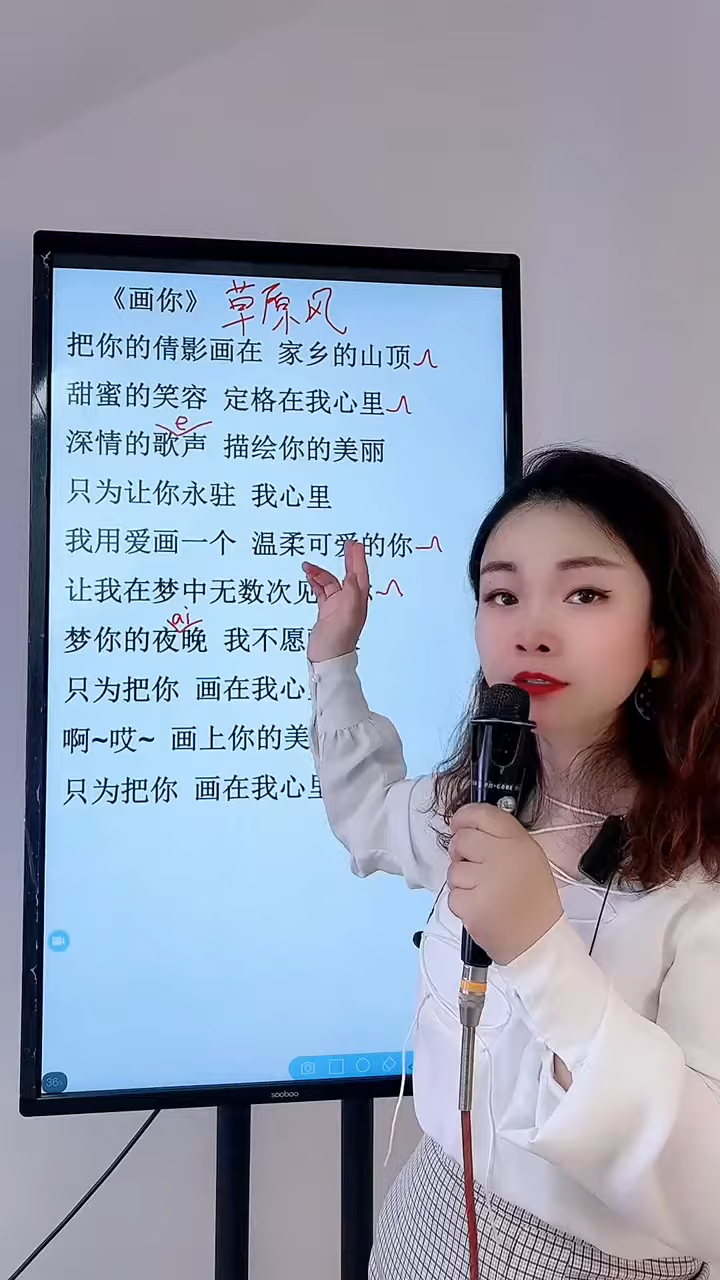 《画你》 草原风
把你的倩影画在 家乡的山顶
甜蜜的笑容 定格在我心里
e
深情的歌声 描绘你的美丽
只为让你永驻 我心里
我用爱画一个 温柔可爱的你
让我在梦中无数次见
ai
梦你的夜晚 我不愿
只为把你 画在我心
啊~哎~ 画上你的美
只为把你 画在我心里
36
sooboo